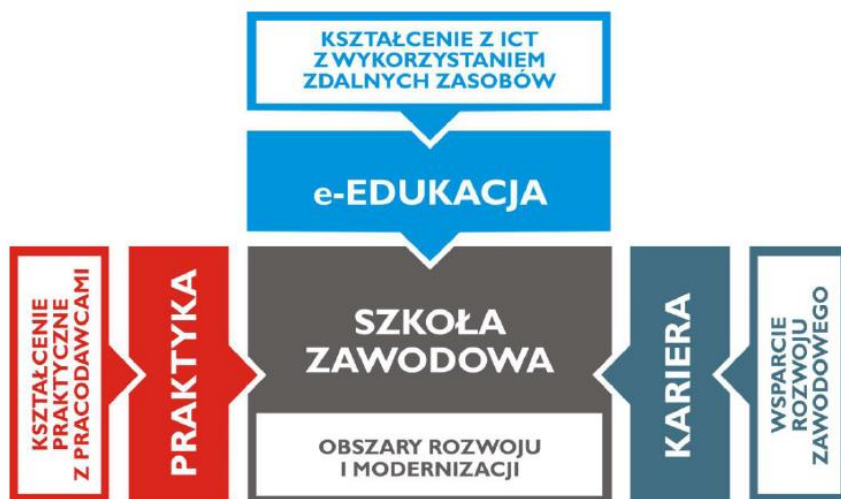 KSZTAŁCENIE Z ICT
Z WYKORZYSTANIEM
ZDALNYCH ZASOBÓW
e-EDUKACJA
KSZTAŁCENIE
PRAKTYCZNE
Z PRACODAWCAMI
PRAKTYKA
SZKOŁA
ZAWODOWA
OBSZARY ROZWOJU
I MODERNIZACJI
KARIERA
WSPARCIE
ROZWOJU
ZAWODOWEGO